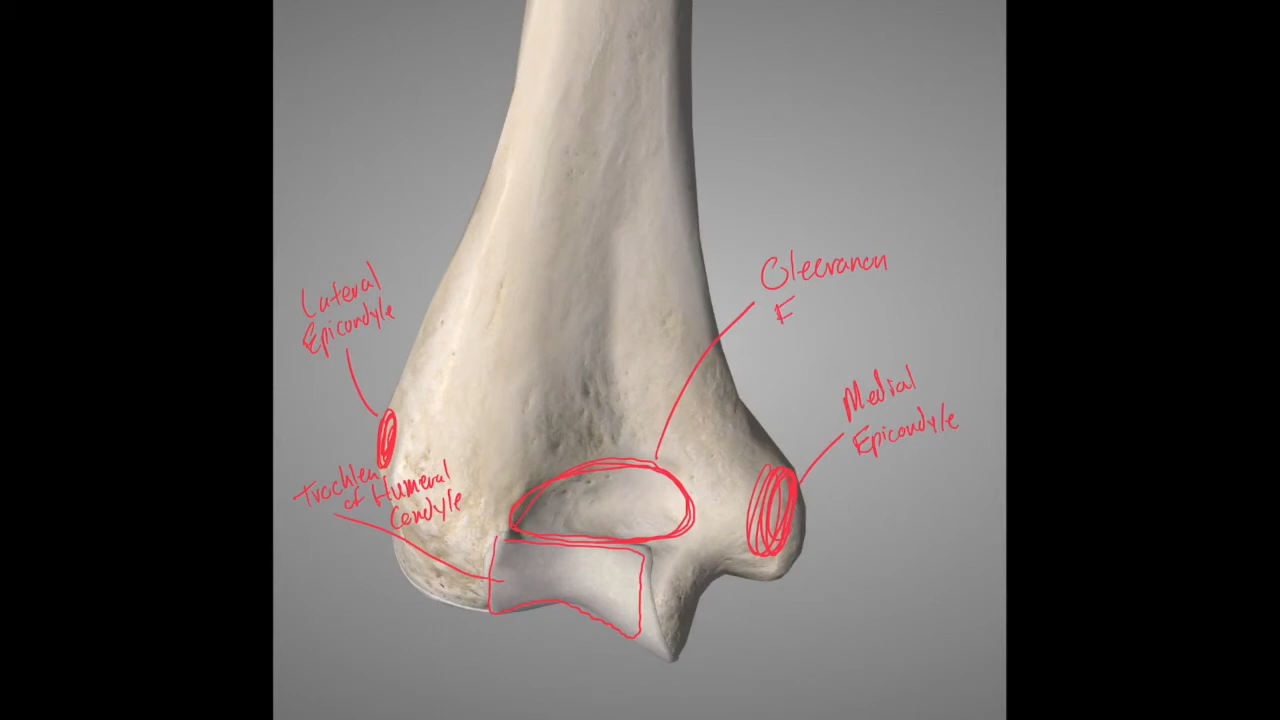 Lateral
Epicondyle
Olecranon
F
Medial
Epicondyle
Trochlea
of Humeral
Condyle